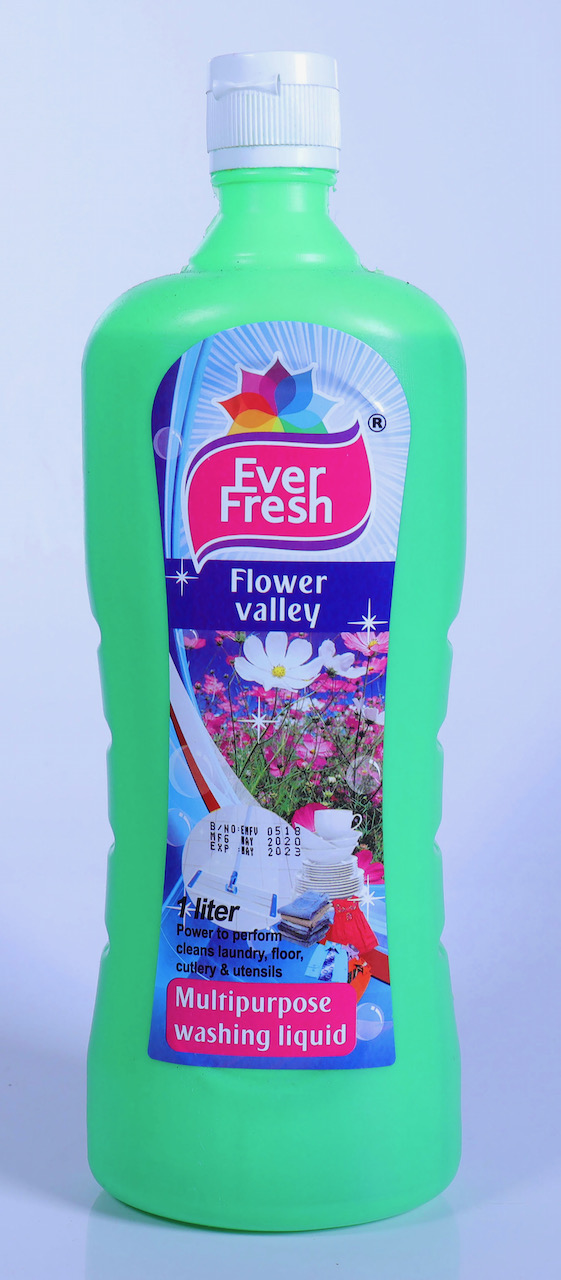 ®
Ever
Fresh
Flower
valley
B/NO:EMFV 0518
MFG MAY 2020
EXP MAY 2023
1 liter
Power to perform
cleans laundry, floor,
cutlery & utensils
Multipurpose
washing liquid